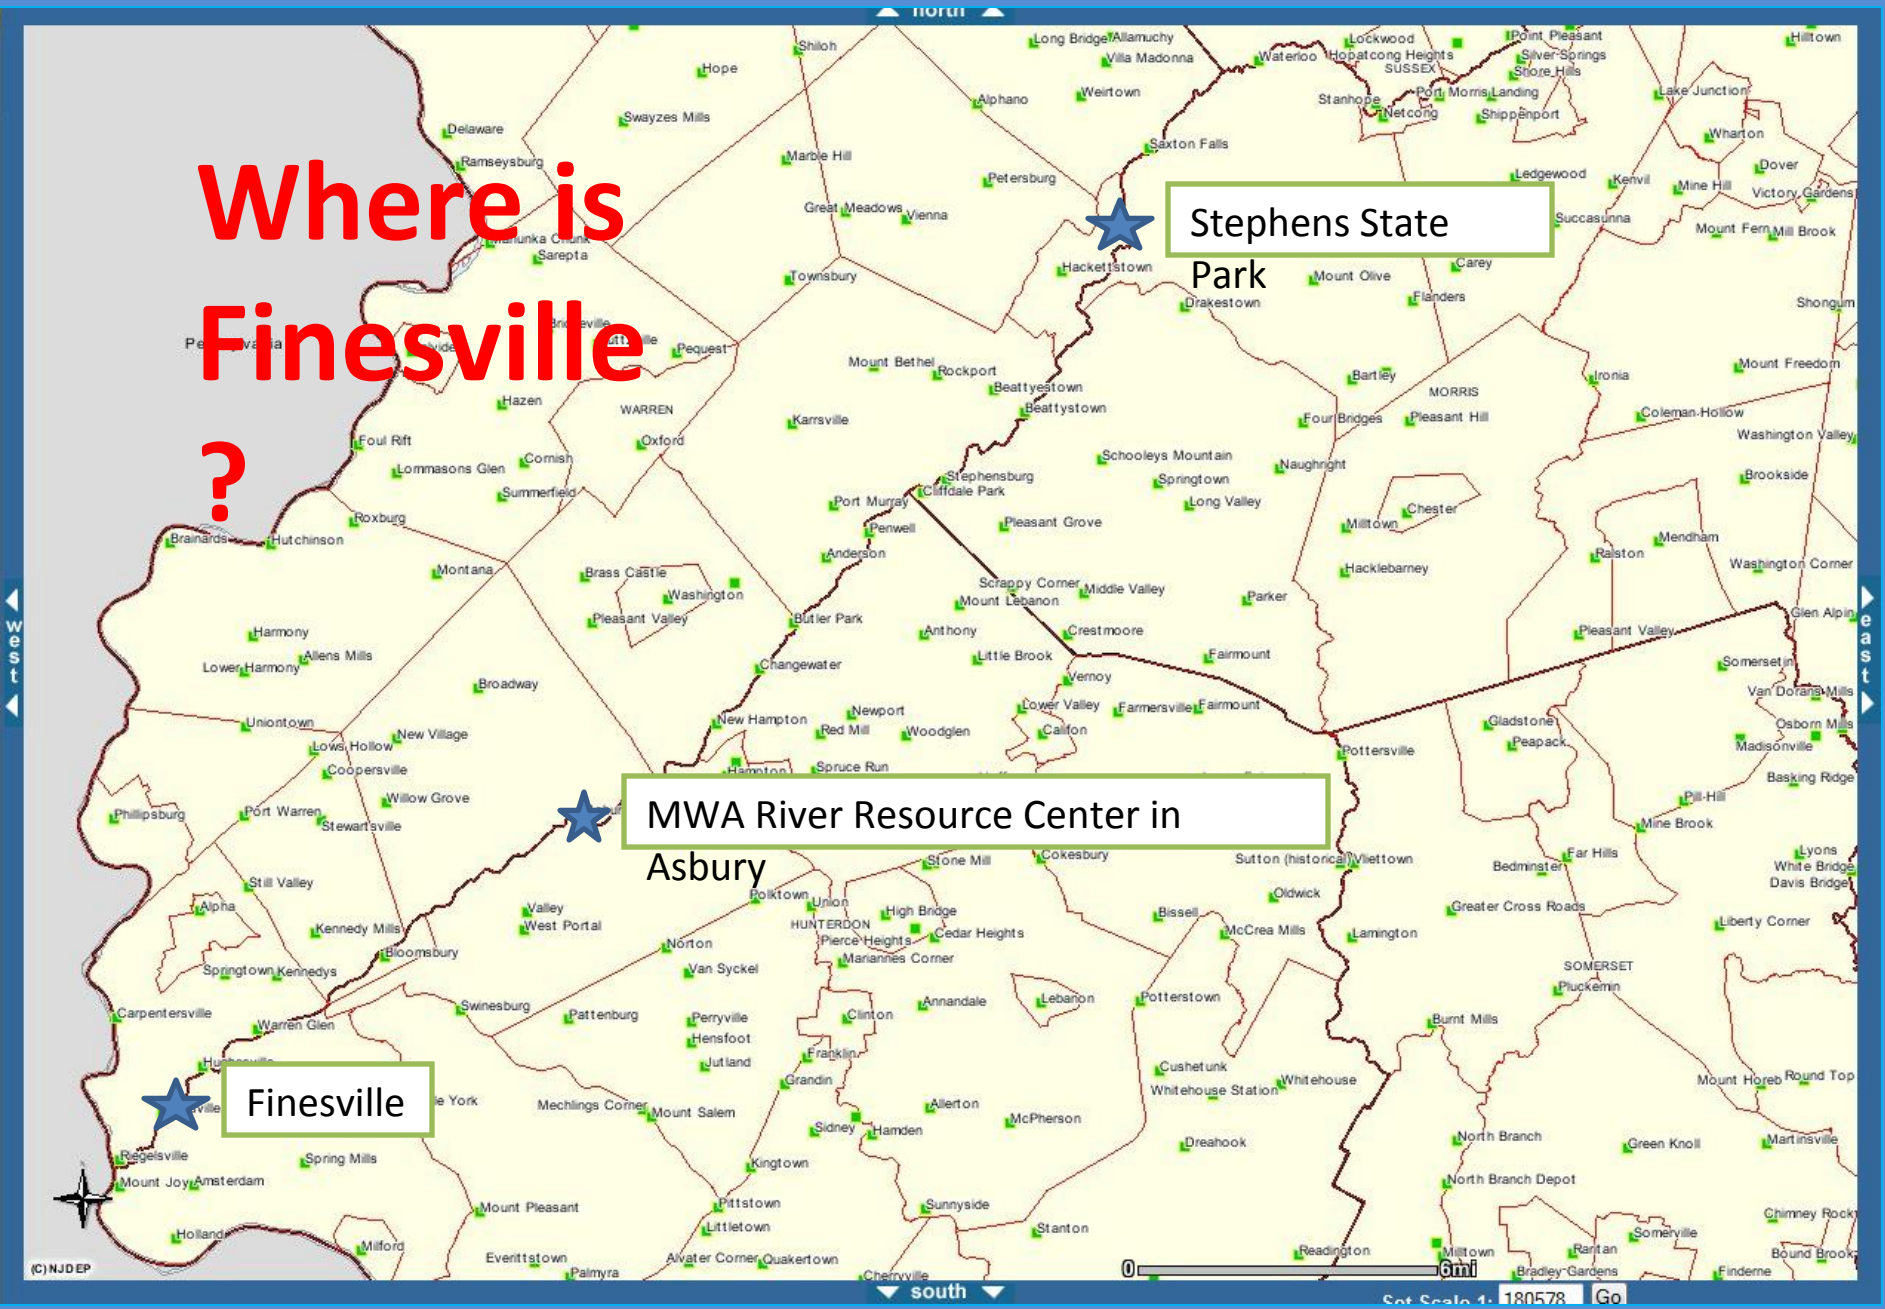 north
Where is
Finesville
?
Stephens State
Park
MWA River Resource Center in
Asbury
Finesville
Shiloh
Hope
Long Bridge
Allamuchy
Villa Madonna
Waterloo
Lockwood
Hopatcong Heights
SUSSEX
Point Pleasant
Silver Springs
Shore Hills
Hilltown
Delaware
Swayzes Mills
Alphano
Weirtown
Stanhope
Port Morris
Landing
Netcong
Shippenport
Lake Junction
Wharton
Ramseysburg
Marble Hill
Saxton Falls
Petersburg
Ledgewood
Kenvil
Mine Hill
Dover
Victory Gardens
Great Meadows
Vienna
Succasunna
Mount Fern
Mill Brook
Sarepta
Townsbury
Hackettstown
Mount Olive
Carey
Drakestown
Flanders
Shongum
Pequest
Mount Bethel
Rockport
Beattyestown
Beattystown
Bartley
MORRIS
Ironia
Mount Freedom
Hazen
WARREN
Karrsville
Four Bridges
Pleasant Hill
Coleman Hollow
Washington Valley
Foul Rift
Oxford
Lommasons Glen
Cornish
Summerfield
Schooleys Mountain
Naughright
Stephensburg
Cliffdale Park
Springtown
Long Valley
Brookside
Roxburg
Port Murray
Penwell
Pleasant Grove
Milltown
Chester
Mendham
Brainards
Hutchinson
Anderson
Ralston
Montana
Brass Castle
Washington
Scrappy Corner
Middle Valley
Mount Lebanon
Hacklebarney
Parker
Washington Corner
Glen Alpin
Harmony
Pleasant Valley
Butler Park
Anthony
Crestmoore
Pleasant Valley
Allens Mills
Lower Harmony
Changewater
Little Brook
Fairmount
Somersetin
Broadway
Vernoy
Van Dorans Mills
Uniontown
New Hampton
Newport
Lower Valley
Farmersville
Fairmount
Gladstone
Osborn Mills
Lows Hollow
New Village
Red Mill
Woodglen
Califon
Pottersville
Peapack
Madisonville
Coopersville
Hampton
Spruce Run
Basking Ridge
Phillipsburg
Port Warren
Willow Grove
Stewartsville
Pill Hill
Mine Brook
Stone Mill
Cokesbury
Sutton (historical)
Vliettown
Bedminster
Far Hills
Lyons
White Bridge
Davis Bridge
Still Valley
Polktown
Union
Oldwick
Alpha
Valley
West Portal
HUNTERDON
High Bridge
Bissell
Greater Cross Roads
Liberty Corner
Kennedy Mills
Bloomsbury
Norton
Pierce Heights
Cedar Heights
McCrea Mills
Lamington
Springtown
Kennedys
Van Syckel
Mariannes Corner
SOMERSET
Pluckemin
Carpentersville
Swinesburg
Pattenburg
Perryville
Annandale
Lebanon
Potterstown
Warren Glen
Hensfoot
Clinton
Burnt Mills
Jutland
Franklin
Grandin
Cushetunk
Whitehouse Station
Whitehouse
Mount Horeb
Round Top
Mechlings Corner
Mount Salem
Allerton
McPherson
Sidney
Hamden
Dreahook
North Branch
Green Knoll
Martinsville
Riegelsville
Spring Mills
Kingtown
Mount Joy
Amsterdam
North Branch Depot
Mount Pleasant
Pittstown
Sunnyside
Littletown
Stanton
Chimney Rock
Holland
Milford
Everittstown
Alvater Corner
Quakertown
Readington
Milltown
Raritan
Somerville
Bound Brook
Palmyra
Cherryville
Bradley Gardens
Finderne
(C) NJDEP
0
6mi
west
east
south
Set Scale 1: 180578 Go